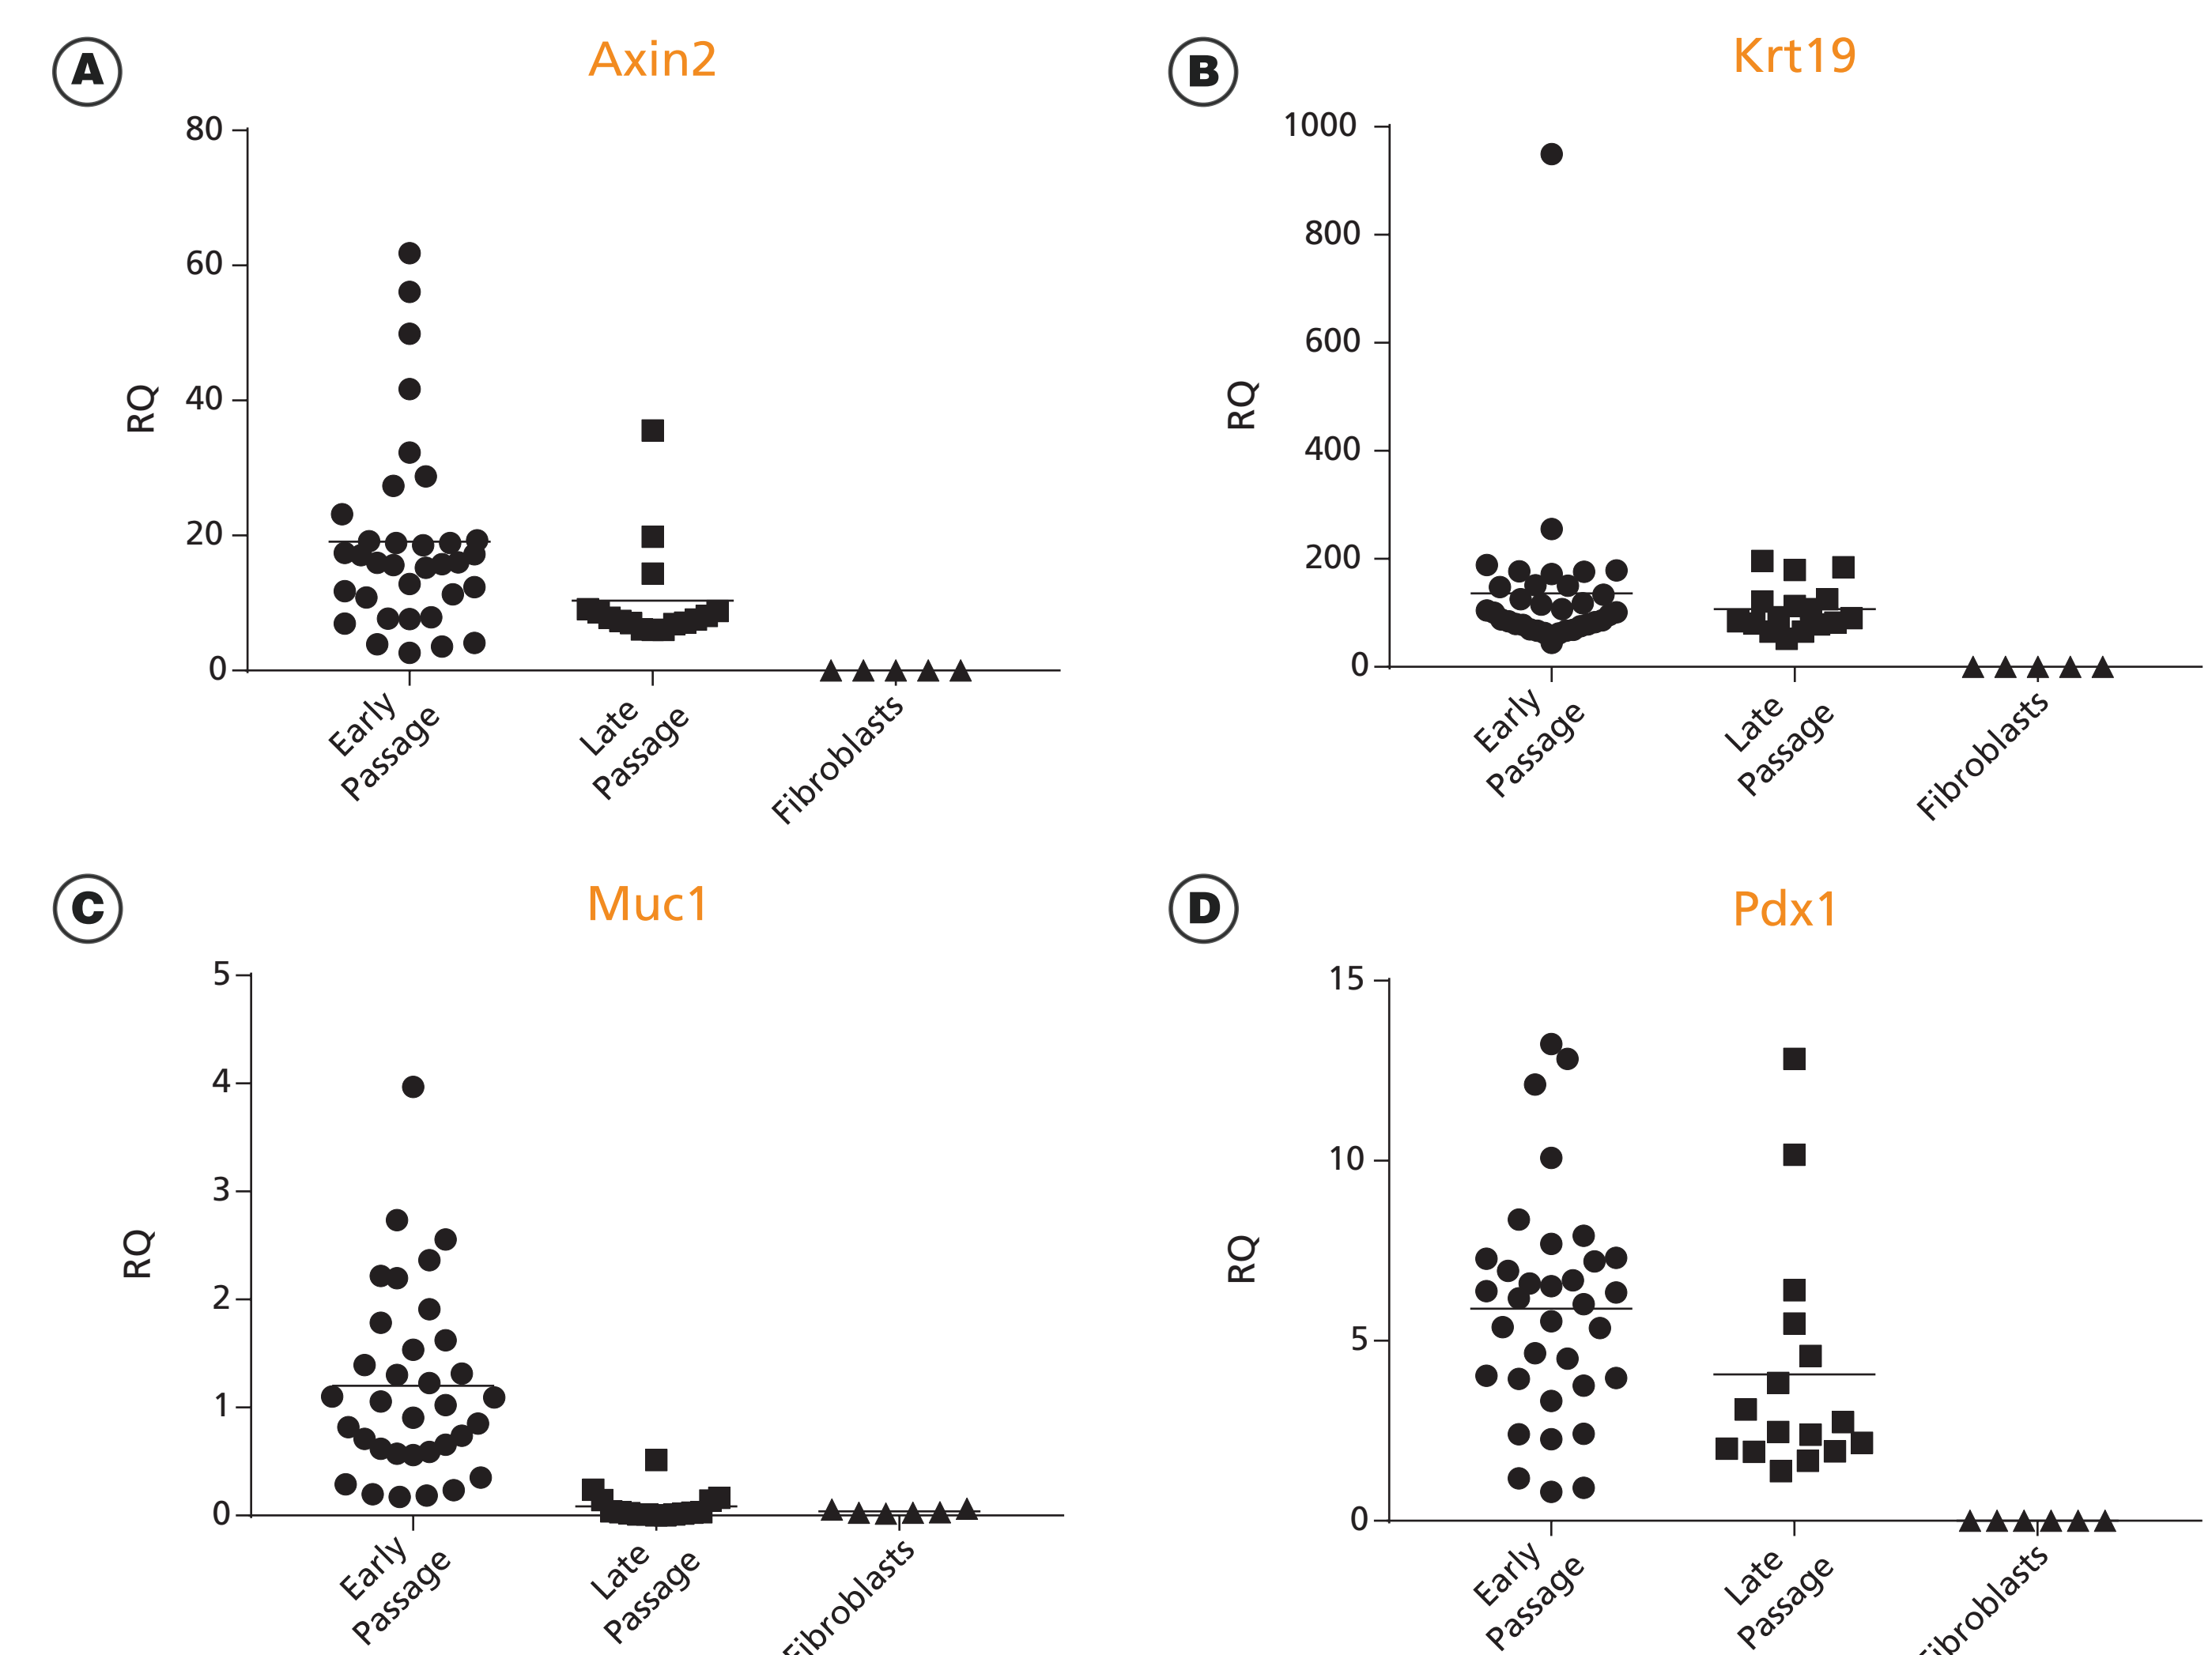 A
Axin2
80
60
40
20
0
RQ
Early
Passage
Late
Passage
Fibroblasts
B
Krt19
1000
800
600
400
200
0
RQ
Early
Passage
Late
Passage
Fibroblasts
C
Muc1
5
4
3
2
1
0
RQ
Early
Passage
Late
Passage
Fibroblasts
D
Pdx1
15
10
5
0
RQ
Early
Passage
Late
Passage
Fibroblasts